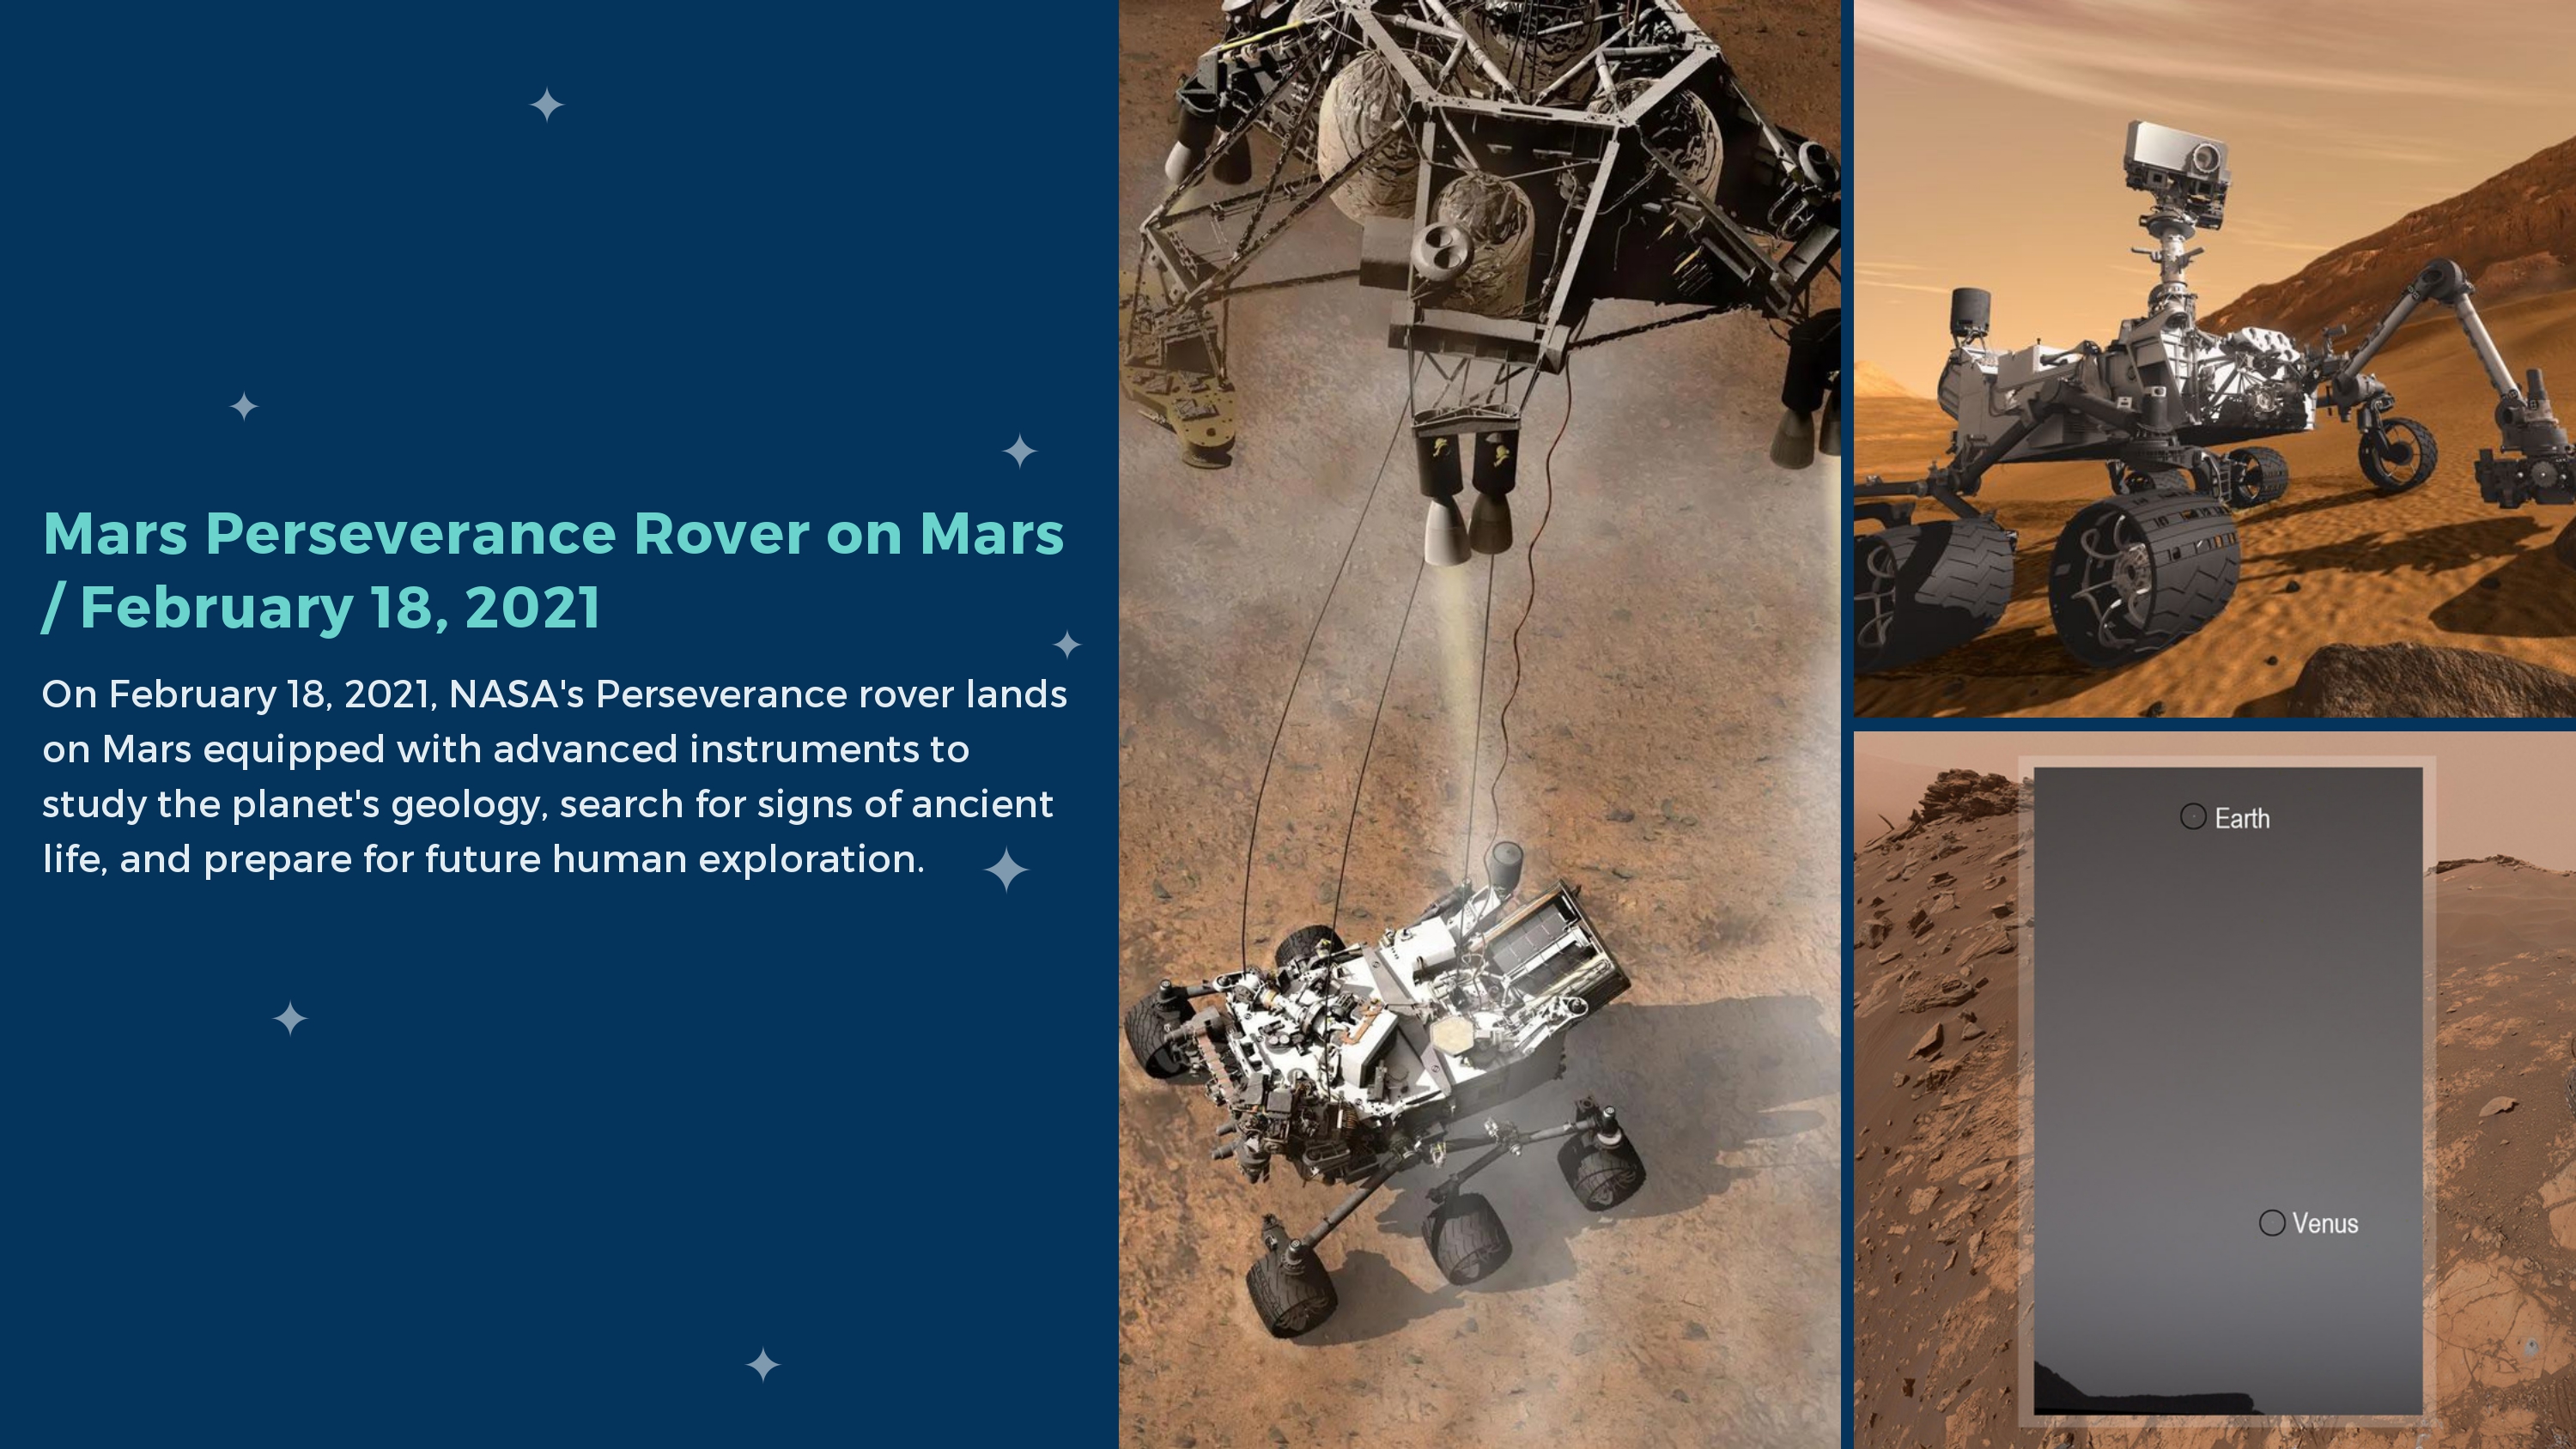 Mars Perseverance Rover on Mars
/ February 18, 2021
On February 18, 2021, NASA's Perseverance rover lands
on Mars equipped with advanced instruments to
study the planet's geology, search for signs of ancient
life, and prepare for future human exploration.
Earth
Venus